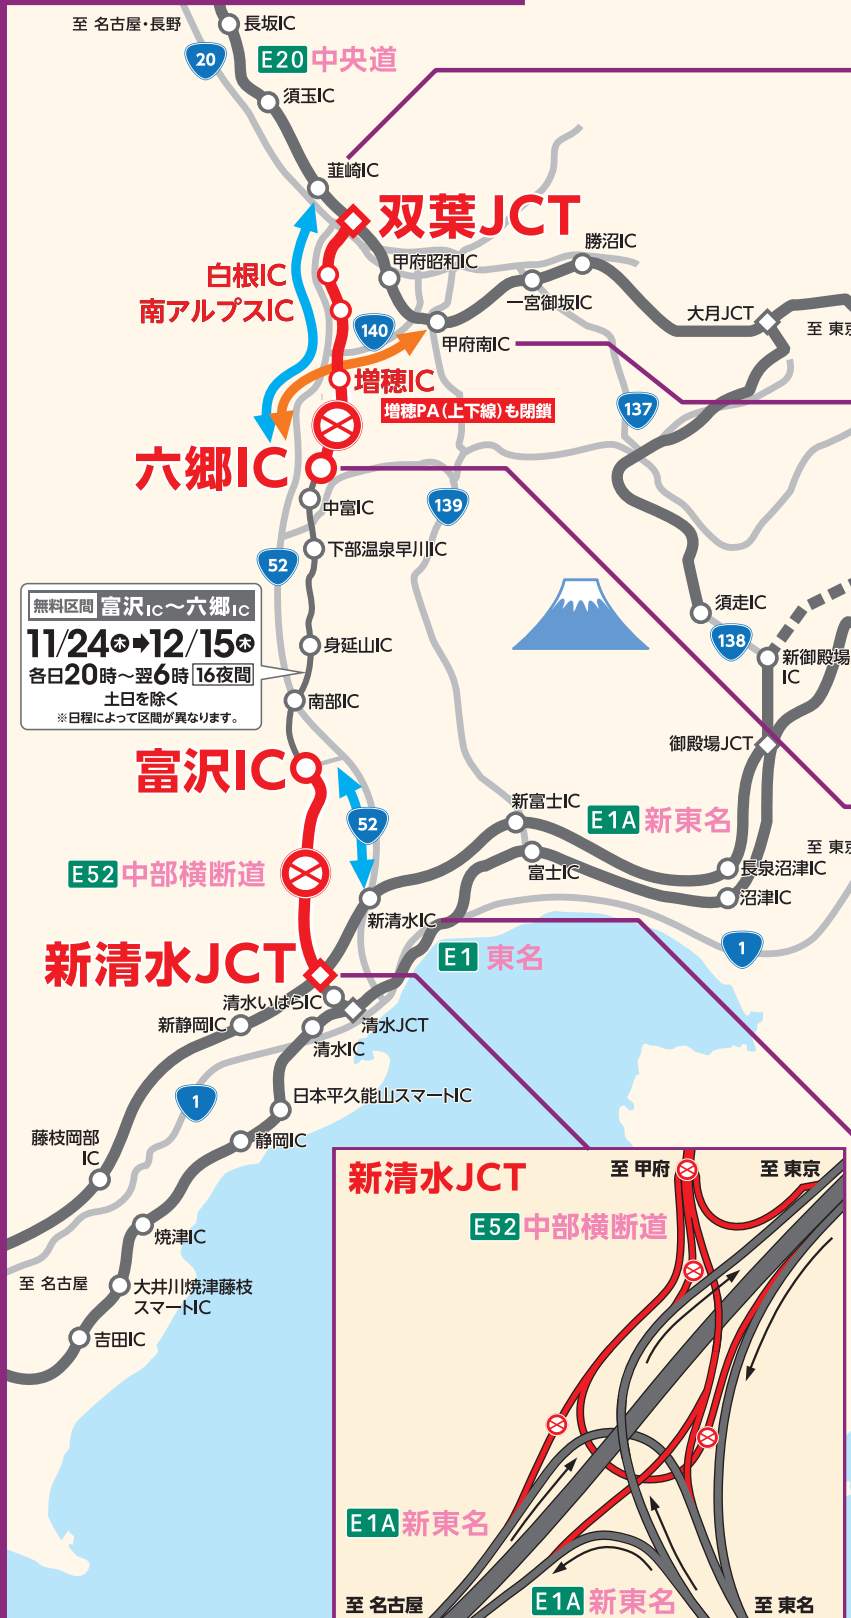 至 名古屋・長野
長坂IC
20
E20 中央道
須玉IC
韮崎IC
双葉JCT
勝沼IC
甲府昭和IC
白根IC
南アルプスIC
一宮御坂IC
大月JCT
至 東京
140
甲府南IC
増穂IC
増穂PA(上下線)も閉鎖
137
六郷IC
中富IC
139
下部温泉早川IC
52
無料区間 富沢IC〜六郷IC
11/24木➡12/15木
各日20時〜翌6時 16夜間
土日を除く
※日程によって区間が異なります。
須走IC
138
身延山IC
新御殿場
IC
南部IC
御殿場JCT
富沢IC
新富士IC
52
E1A 新東名
至 東京
E52 中部横断道
富士IC
長泉沼津IC
沼津IC
新清水IC
新清水JCT
E1 東名
1
清水いはらIC
新静岡IC
清水JCT
清水IC
1
日本平久能山スマートIC
藤枝岡部
IC
静岡IC
焼津IC
至 名古屋
大井川焼津藤枝
スマートIC
吉田IC
新清水JCT
至 甲府
至 東京
E52 中部横断道
E1A 新東名
至 名古屋
E1A 新東名
至 東名